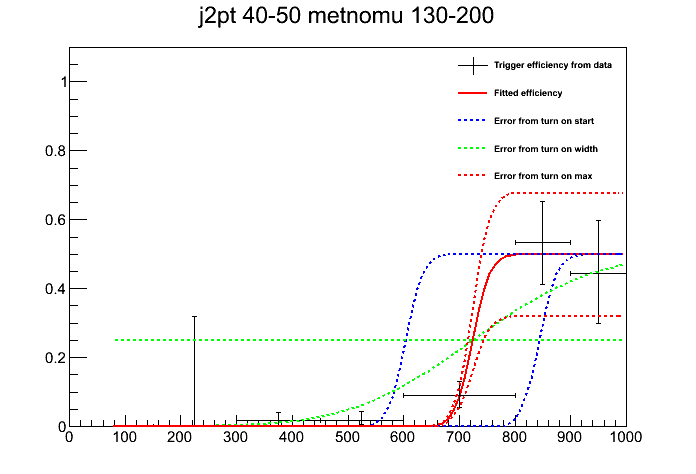 j2pt 40-50 metnomu 130-200
1
0.8
0.6
0.4
0.2
0
Trigger efficiency from data
Fitted efficiency
Error from turn on start
Error from turn on width
Error from turn on max
0 100 200 300 400 500 600 700 800 900 1000